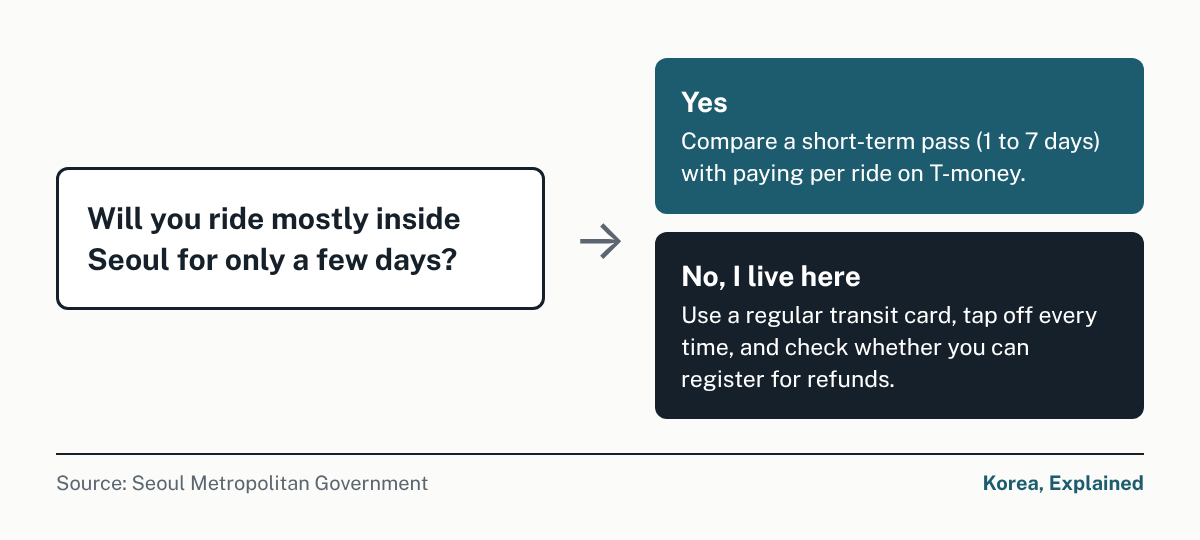 Will you ride mostly inside
Seoul for only a few days?
Yes
Compare a short-term pass (1 to 7 days)
with paying per ride on T-money.
No, I live here
Use a regular transit card, tap off every
time, and check whether you can
register for refunds.
Source: Seoul Metropolitan Government
Korea, Explained